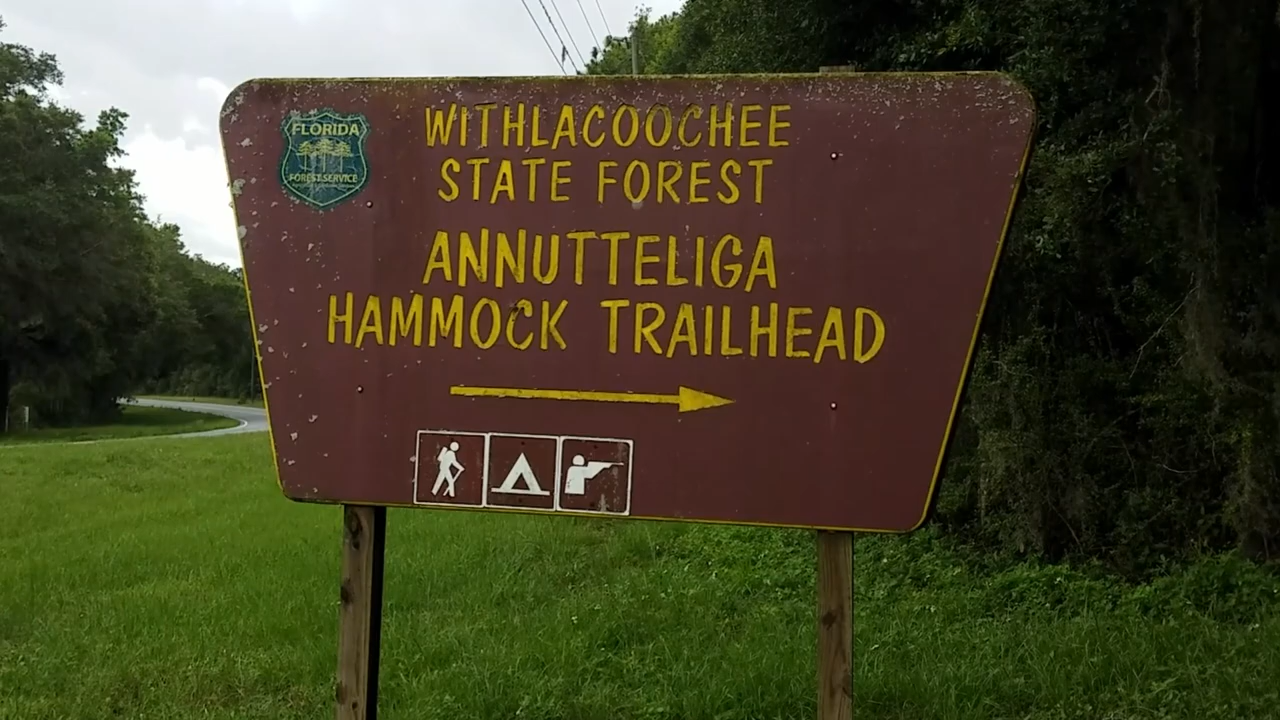 FLORIDA
FOREST SERVICE
WITHLACOOCHEE
STATE FOREST
ANNUTTELIGA
HAMMOCK TRAILHEAD